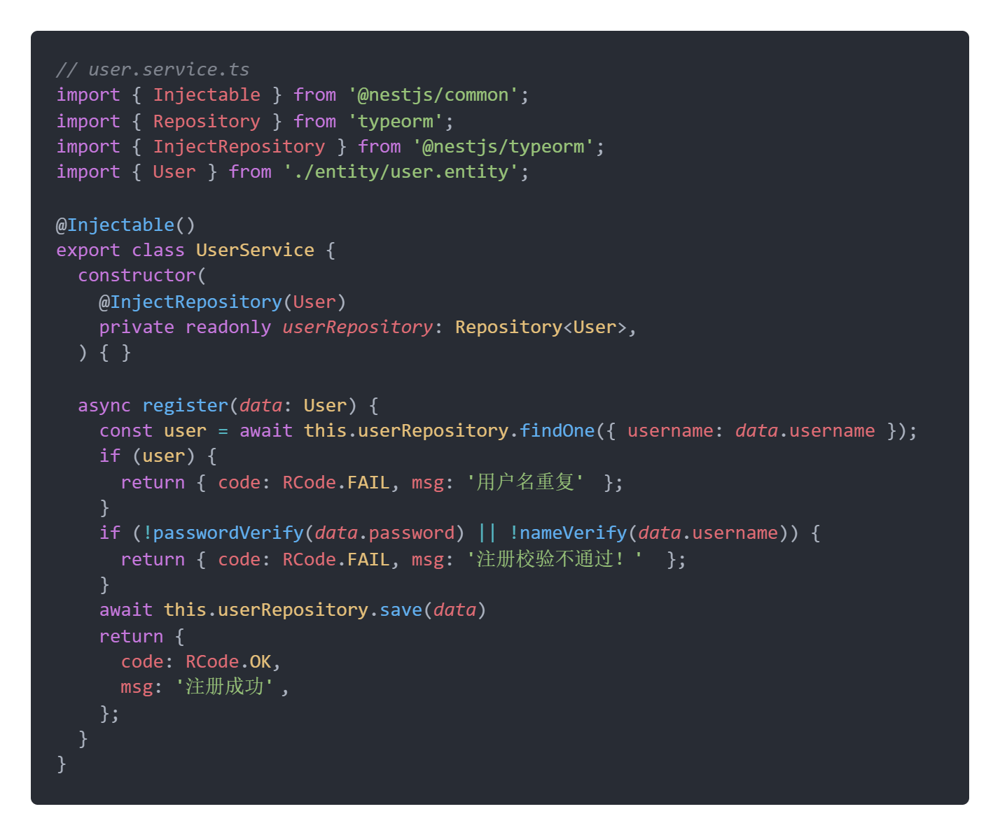 // user.service.ts
import { Injectable } from '@nestjs/common';
import { Repository } from 'typeorm';
import { InjectRepository } from '@nestjs/typeorm';
import { User } from './entity/user.entity';

@Injectable()
export class UserService {
  constructor(
    @InjectRepository(User)
    private readonly userRepository: Repository<User>,
  ) { }

  async register(data: User) {
    const user = await this.userRepository.findOne({ username: data.username });
    if (user) {
      return { code: RCode.FAIL, msg: '用户名重复' };
    }
    if (!passwordVerify(data.password) || !nameVerify(data.username)) {
      return { code: RCode.FAIL, msg: '注册校验不通过！' };
    }
    await this.userRepository.save(data)
    return {
      code: RCode.OK,
      msg: '注册成功',
    };
  }
}